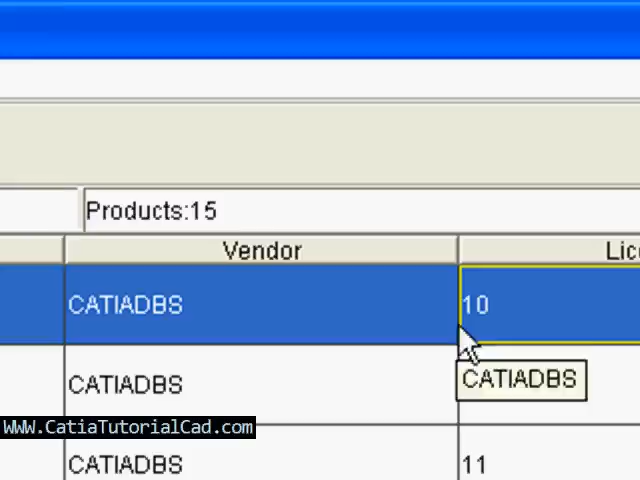 Products:15
Vendor
Lic
CATIADBS
10
CATIADBS
CATIADBS
WWW.CatiaTutorialCad.com
CATIADBS
11